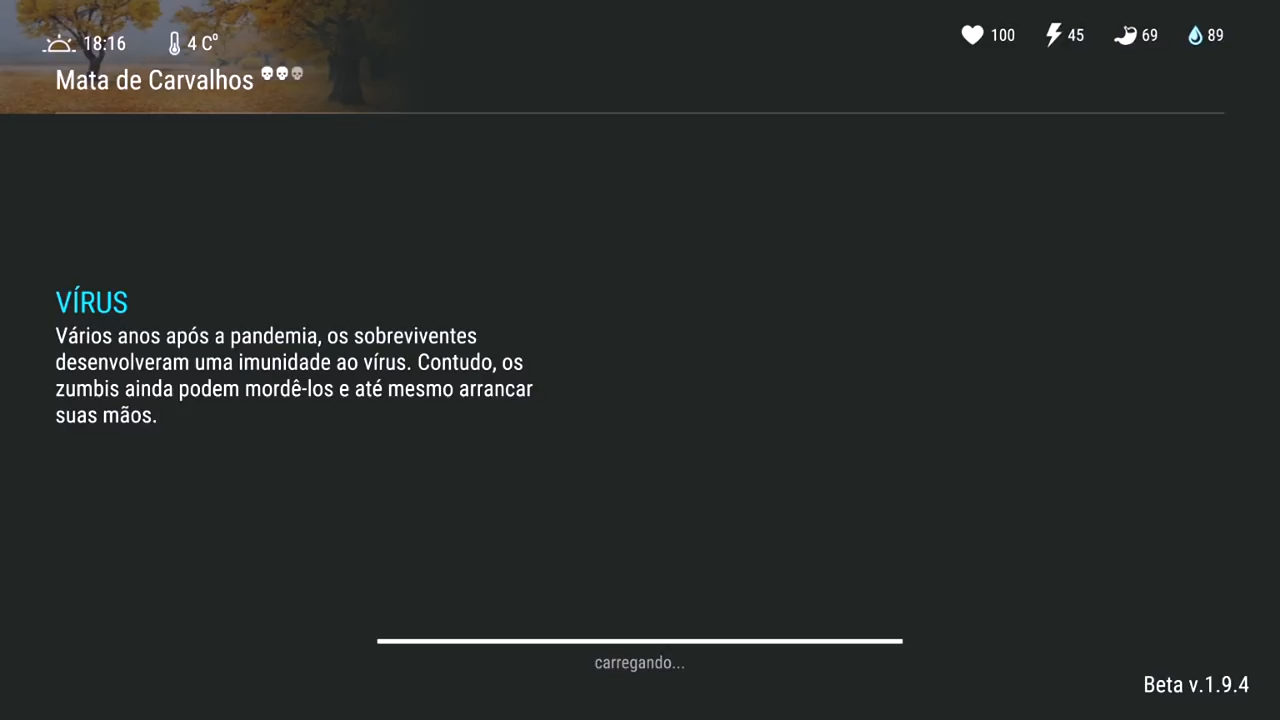 18:16 4 Cº
100 45 69 89
Mata de Carvalhos
VÍRUS
Vários anos após a pandemia, os sobreviventes
desenvolveram uma imunidade ao vírus. Contudo, os
zumbis ainda podem mordê-los e até mesmo arrancar
suas mãos.
carregando...
Beta v.1.9.4